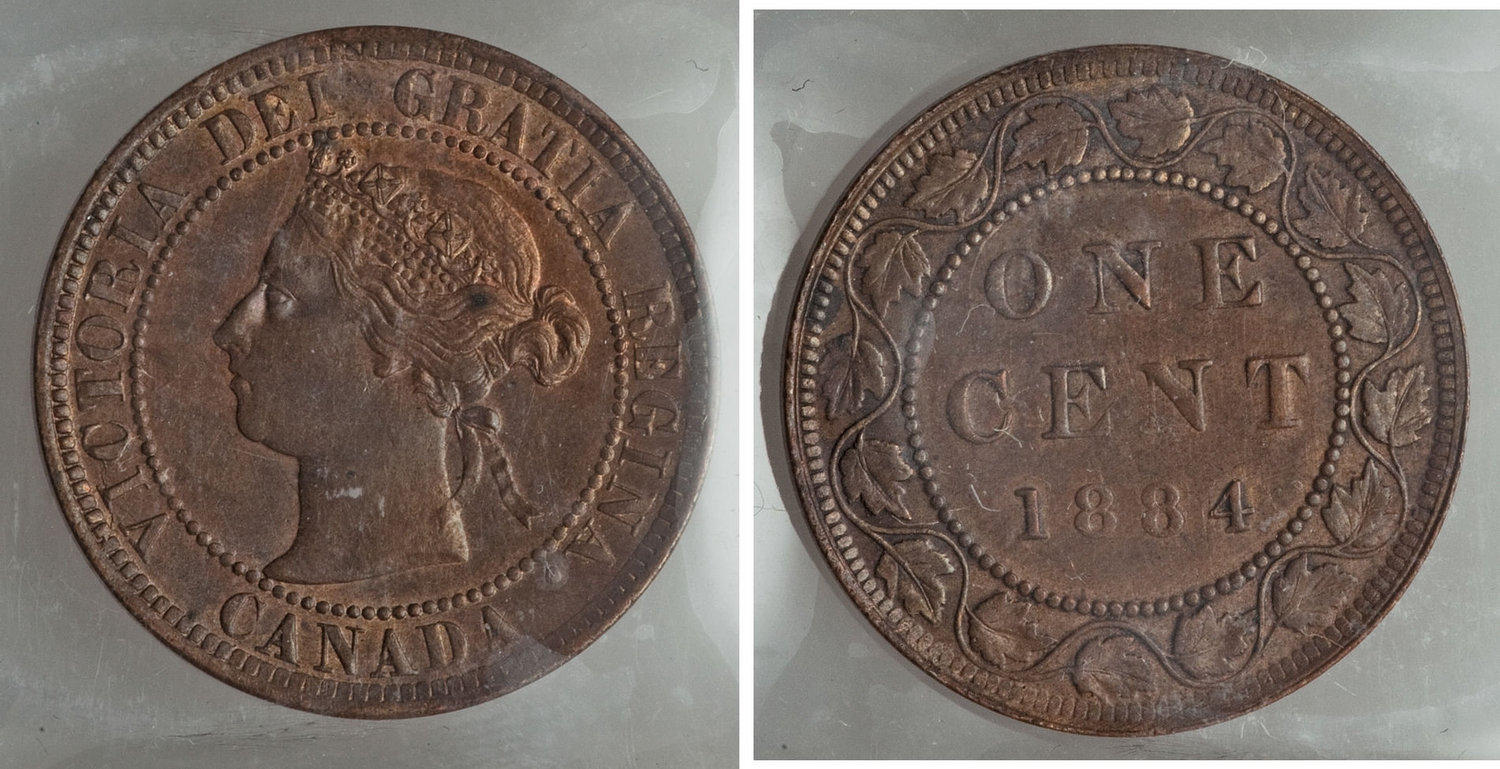 VICTORIA DEI GRATIA REGINA
CANADA
ONE
CENT
1884